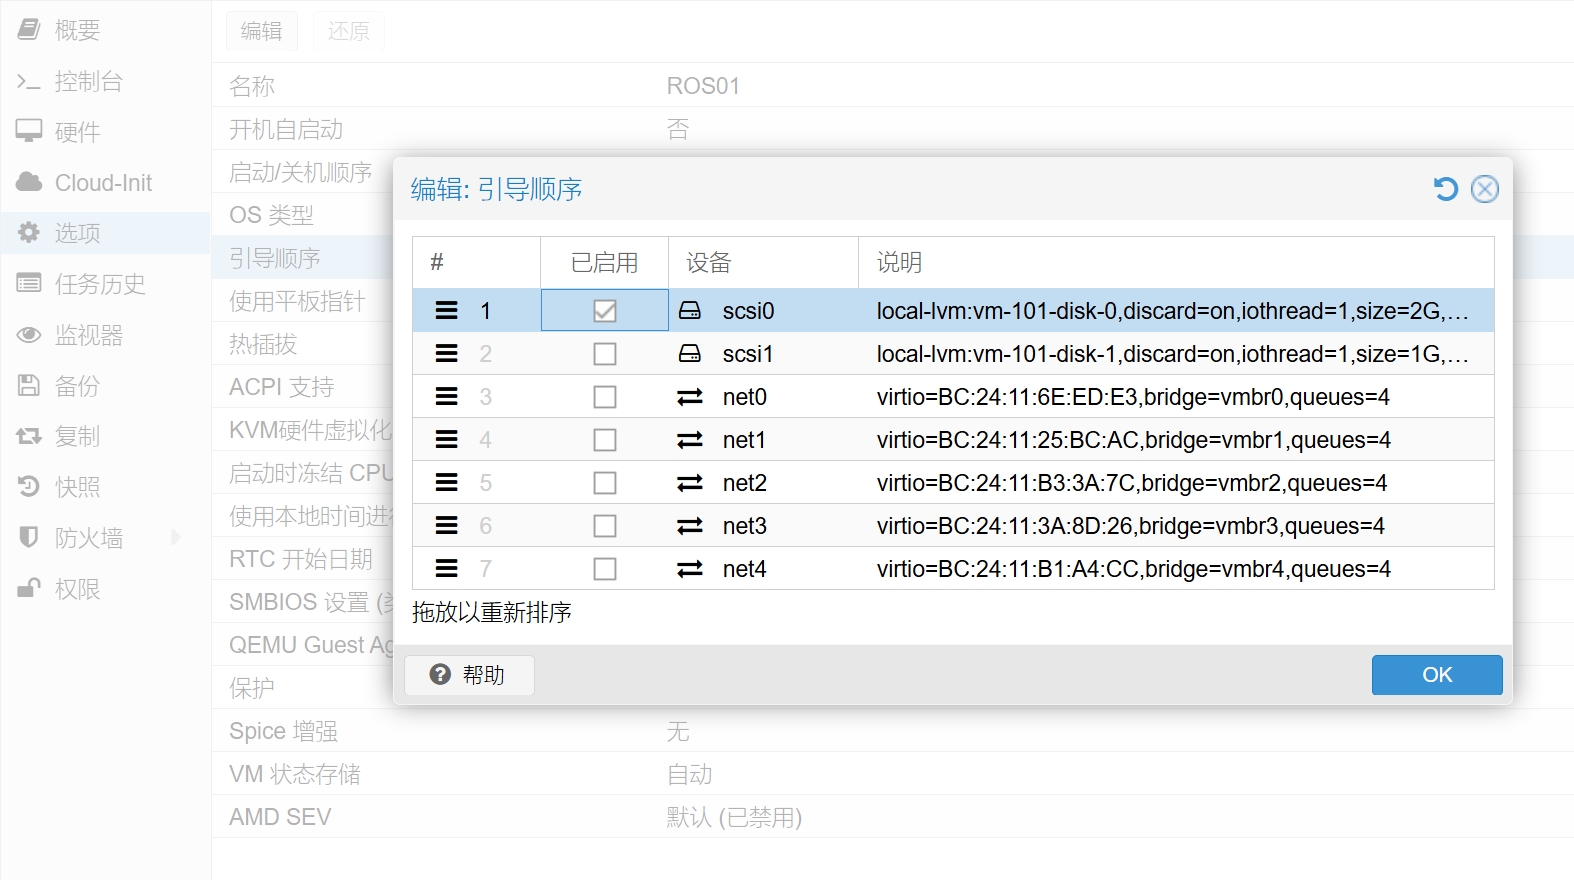 概要
控制台
硬件
Cloud-Init
选项
任务历史
监视器
备份
复制
快照
防火墙
权限
编辑 还原
名称 ROS01
开机自启动 否
启动/关机顺序
OS 类型
引导顺序
使用平板指针
热插拔
ACPI 支持
KVM硬件虚拟化
启动时冻结 CPU
使用本地时间进行
RTC 开始日期
SMBIOS 设置 (类
QEMU Guest Ag
保护
Spice 增强 无
VM 状态存储 自动
AMD SEV 默认 (已禁用)
编辑: 引导顺序
# 已启用 设备 说明
1 scsi0 local-lvm:vm-101-disk-0,discard=on,iothread=1,size=2G,…
2 scsi1 local-lvm:vm-101-disk-1,discard=on,iothread=1,size=1G,…
3 net0 virtio=BC:24:11:6E:ED:E3,bridge=vmbr0,queues=4
4 net1 virtio=BC:24:11:25:BC:AC,bridge=vmbr1,queues=4
5 net2 virtio=BC:24:11:B3:3A:7C,bridge=vmbr2,queues=4
6 net3 virtio=BC:24:11:3A:8D:26,bridge=vmbr3,queues=4
7 net4 virtio=BC:24:11:B1:A4:CC,bridge=vmbr4,queues=4
拖放以重新排序
帮助 OK